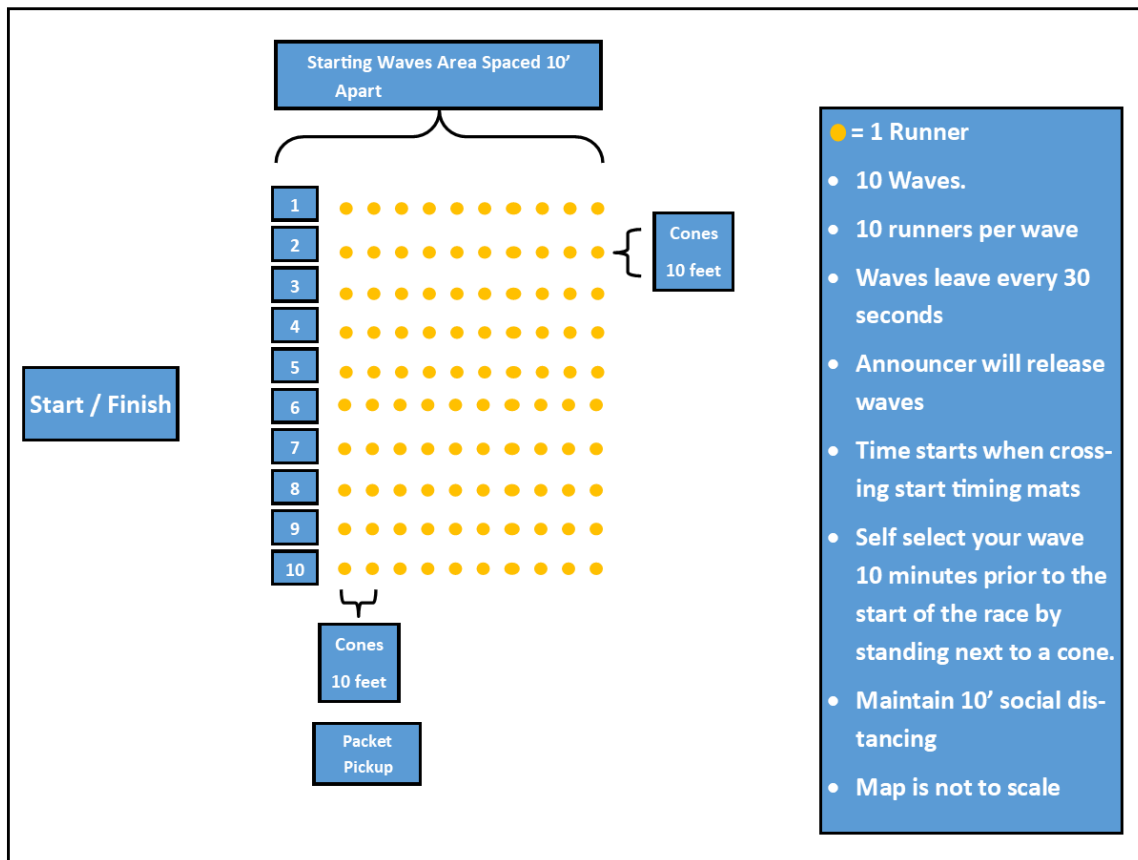 Starting Waves Area Spaced 10’
Apart
1
2
3
4
5
6
7
8
9
10
Cones
10 feet
Start / Finish
Cones
10 feet
Packet
Pickup
= 1 Runner
• 10 Waves.
• 10 runners per wave
• Waves leave every 30
seconds
• Announcer will release
waves
• Time starts when cross-
ing start timing mats
• Self select your wave
10 minutes prior to the
start of the race by
standing next to a cone.
• Maintain 10’ social dis-
tancing
• Map is not to scale